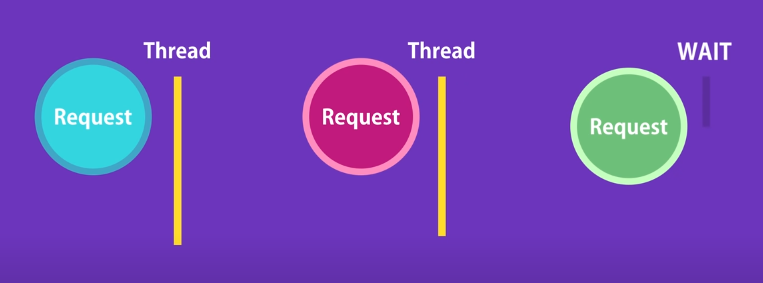 Thread
Request
Thread
Request
WAIT
Request